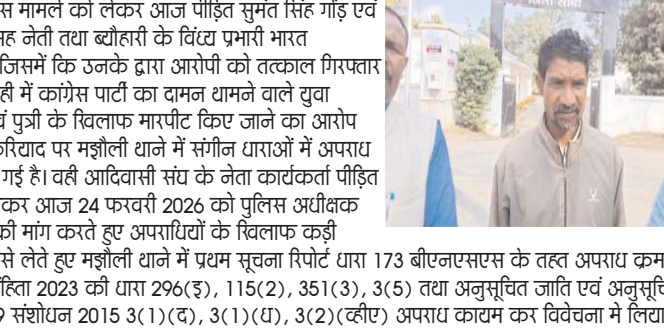 स मामले को लेकर आज पीड़ित सुमंत सिंह गोंड़ एवं
सह नेती तथा ब्यौहारी के विंध्य प्रभारी भारत
जिसमें कि उनके द्वारा आरोपी को तत्काल गिरफ्तार
ही में कांग्रेस पार्टी का दामन थामने वाले युवा
वं पुत्री के खिलाफ मारपीट किए जाने का आरोप
रियाद पर मझौली थाने में संगीन धाराओं में अपराध
गई है। वही आदिवासी संघ के नेता कार्यकर्ता पीड़ित
कर आज 24 फरवरी 2026 को पुलिस अधीक्षक
की मांग करते हुए अपराधियों के खिलाफ कड़ी
से लेते हुए मझौली थाने में प्रथम सूचना रिपोर्ट धारा 173 बीएनएसएस के तहत अपराध क्रम
हिता 2023 की धारा 296(इ), 115(2), 351(3), 3(5) तथा अनुसूचित जाति एवं अनुसूचि
9 संशोधन 2015 3(1)(द), 3(1)(ध), 3(2)(व्हीए) अपराध कायम कर विवेचना मे लिया